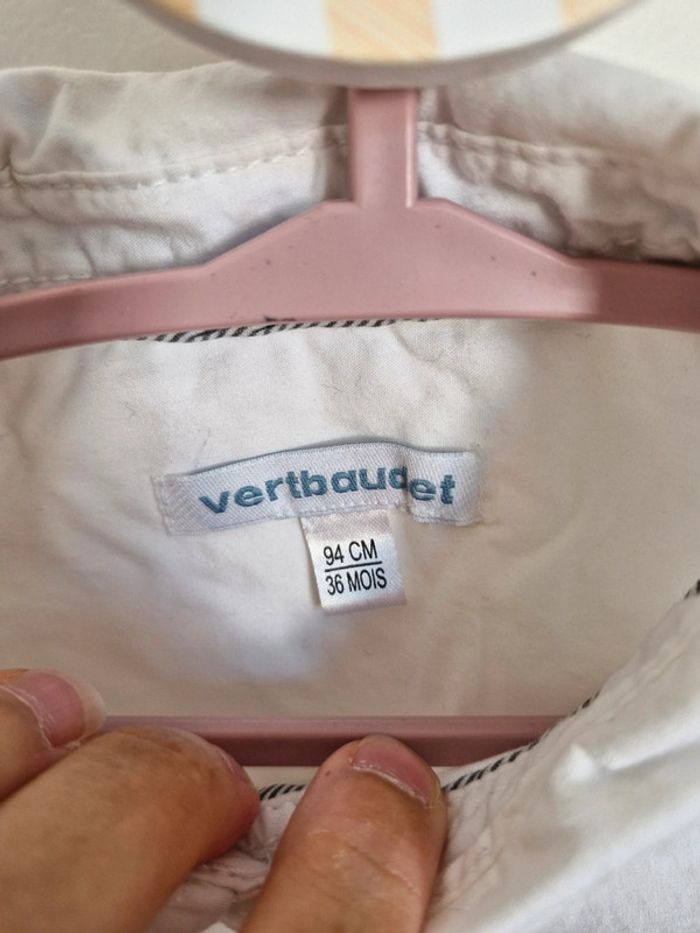 vertbaudet
94 CM
36 MOIS